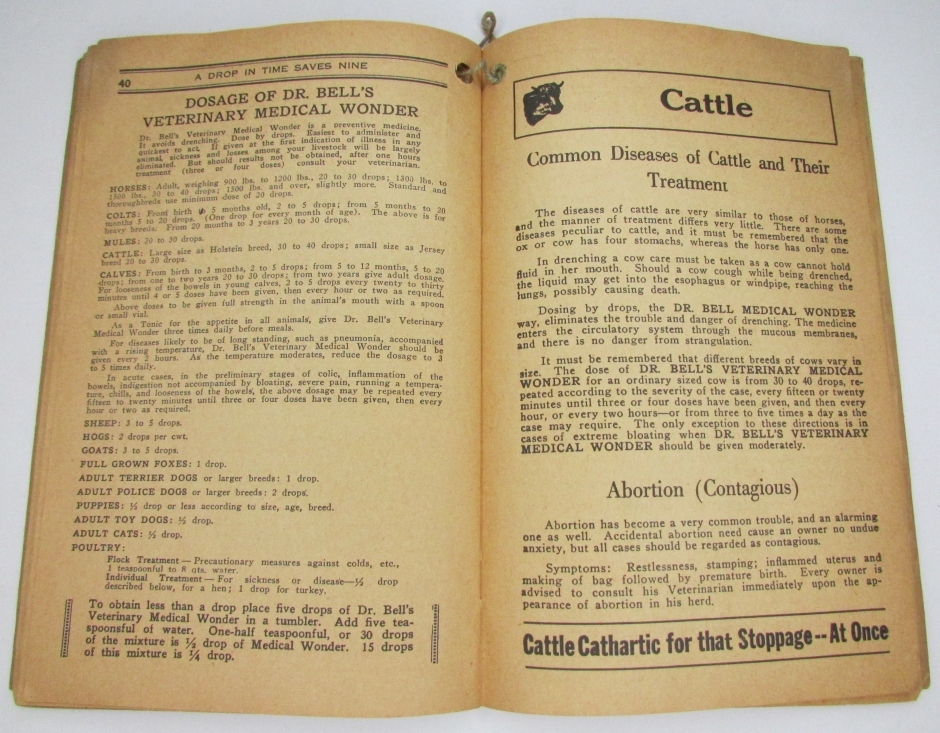 A DROP IN TIME SAVES NINE
40
DOSAGE OF DR. BELL'S
VETERINARY MEDICAL WONDER
Dr. Bell's Veterinary Medical Wonder is a preventive medicine.
It avoids drenching. Dose by drops. Easiest to administer and
quickest to act. If given at the first indication of illness in any
animal, sickness and losses among your livestock will be largely
eliminated. But should results not be obtained, after one hours
treatment (three or four doses) consult your veterinarian.
HORSES: Adult, weighing 900 lbs. to 1200 lbs., 20 to 30 drops; 1300 lbs. to
1500 lbs., 30 to 40 drops; 1500 lbs. and over, slightly more. Standard and
thoroughbreds use minimum dose of 20 drops.
COLTS: From birth to 5 months old, 2 to 5 drops; from 5 months to 20
months 5 to 20 drops. (One drop for every month of age). The above is for
heavy breeds. From 20 months to 3 years 20 to 30 drops.
MULES: 20 to 30 drops.
CATTLE: Large size as Holstein breed, 30 to 40 drops; small size as Jersey
breed 20 to 30 drops.
CALVES: From birth to 3 months, 2 to 5 drops; from 5 to 12 months, 5 to 20
drops; from one to two years 20 to 30 drops; from two years give adult dosage.
For looseness of the bowels in young calves, 2 to 5 drops every twenty to thirty
minutes until 4 or 5 doses have been given, then every hour or two as required.
Above doses to be given full strength in the animal's mouth with a spoon
or small vial.
As a Tonic for the appetite in all animals, give Dr. Bell's Veterinary
Medical Wonder three times daily before meals.
For diseases likely to be of long standing, such as pneumonia, accompanied
with a rising temperature, Dr. Bell's Veterinary Medical Wonder should be
given every 2 hours. As the temperature moderates, reduce the dosage to 3
to 5 times daily.
In acute cases, in the preliminary stages of colic, inflammation of the
bowels, indigestion not accompanied by bloating, severe pain, running a tempera-
ture, chills, and looseness of the bowels, the above dosage may be repeated every
fifteen to twenty minutes until three or four doses have been given, then every
hour or two as required.
SHEEP: 3 to 5 drops.
HOGS: 2 drops per cwt.
GOATS: 3 to 5 drops.
FULL GROWN FOXES: 1 drop.
ADULT TERRIER DOGS or larger breeds: 1 drop.
ADULT POLICE DOGS or larger breeds: 2 drops.
PUPPIES: ½ drop or less according to size, age, breed.
ADULT TOY DOGS: ½ drop.
ADULT CATS: ½ drop.
POULTRY:
Flock Treatment — Precautionary measures against colds, etc.,
1 teaspoonful to 8 qts. water.
Individual Treatment — For sickness or disease—½ drop
described below, for a hen; 1 drop for turkey.
To obtain less than a drop place five drops of Dr. Bell's
Veterinary Medical Wonder in a tumbler. Add five tea-
spoonsful of water. One-half teaspoonful, or 30 drops
of the mixture is ½ drop of Medical Wonder. 15 drops
of this mixture is ¼ drop.
Cattle
Common Diseases of Cattle and Their
Treatment
The diseases of cattle are very similar to those of horses,
and the manner of treatment differs very little. There are some
diseases peculiar to cattle, and it must be remembered that the
ox or cow has four stomachs, whereas the horse has only one.
In drenching a cow care must be taken as a cow cannot hold
fluid in her mouth. Should a cow cough while being drenched,
the liquid may get into the esophagus or windpipe, reaching the
lungs, possibly causing death.
Dosing by drops, the DR. BELL MEDICAL WONDER
way, eliminates the trouble and danger of drenching. The medicine
enters the circulatory system through the mucous membranes,
and there is no danger from strangulation.
It must be remembered that different breeds of cows vary in
size. The dose of DR. BELL'S VETERINARY MEDICAL
WONDER for an ordinary sized cow is from 30 to 40 drops, re-
peated according to the severity of the case, every fifteen or twenty
minutes until three or four doses have been given, and then every
hour, or every two hours—or from three to five times a day as the
case may require. The only exception to these directions is in
cases of extreme bloating when DR. BELL'S VETERINARY
MEDICAL WONDER should be given moderately.
Abortion (Contagious)
Abortion has become a very common trouble, and an alarming
one as well. Accidental abortion need cause an owner no undue
anxiety, but all cases should be regarded as contagious.
Symptoms: Restlessness, stamping; inflammed uterus and
making of bag followed by premature birth. Every owner is
advised to consult his Veterinarian immediately upon the ap-
pearance of abortion in his herd.
Cattle Cathartic for that Stoppage--At Once